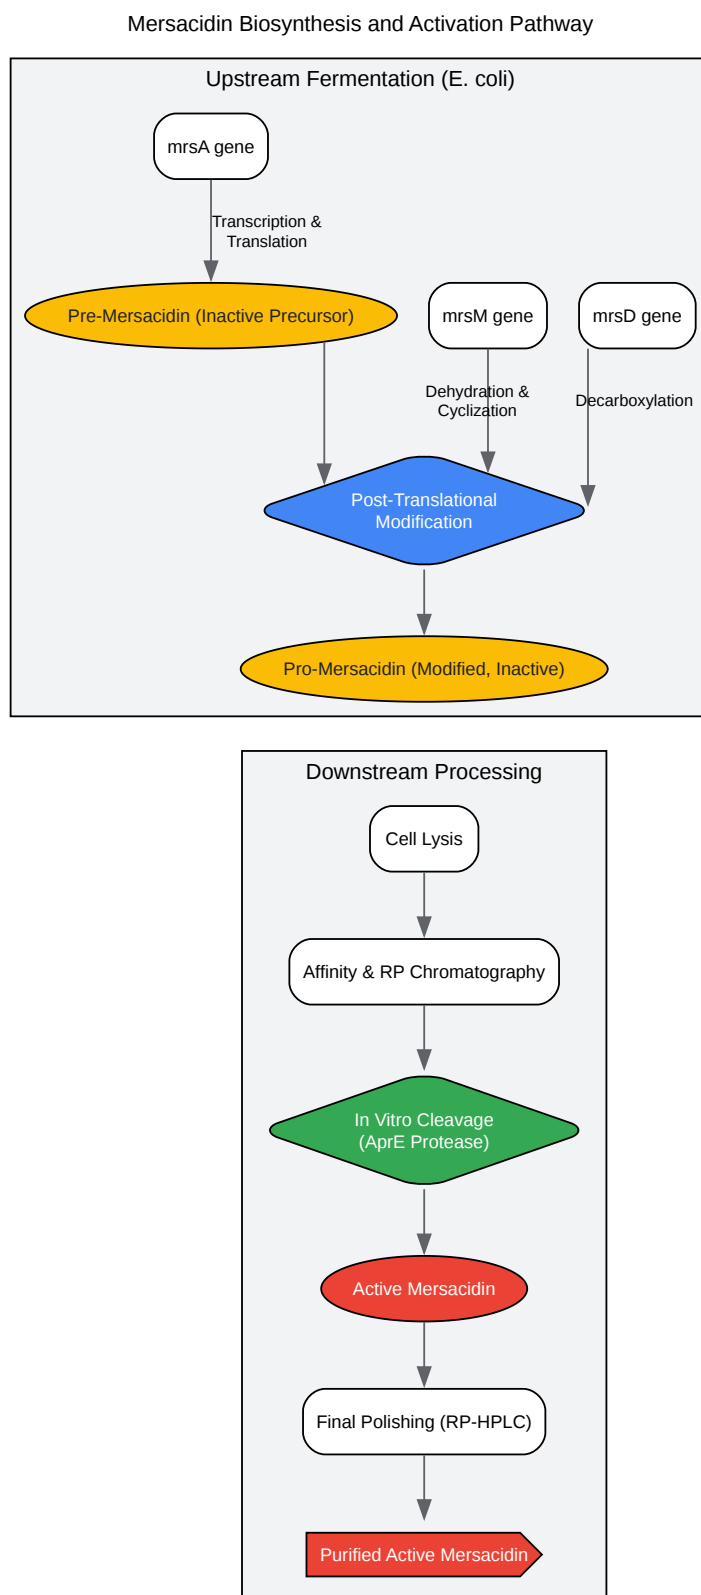 Mersacidin Biosynthesis and Activation Pathway
Upstream Fermentation (E. coli)
mrsA gene
Transcription &
Translation
Pre-Mersacidin (Inactive Precursor)
mrsM gene
mrsD gene
Dehydration &
Cyclization
Decarboxylation
Post-Translational
Modification
Pro-Mersacidin (Modified, Inactive)
Downstream Processing
Cell Lysis
Affinity & RP Chromatography
In Vitro Cleavage
(AprE Protease)
Active Mersacidin
Final Polishing (RP-HPLC)
Purified Active Mersacidin